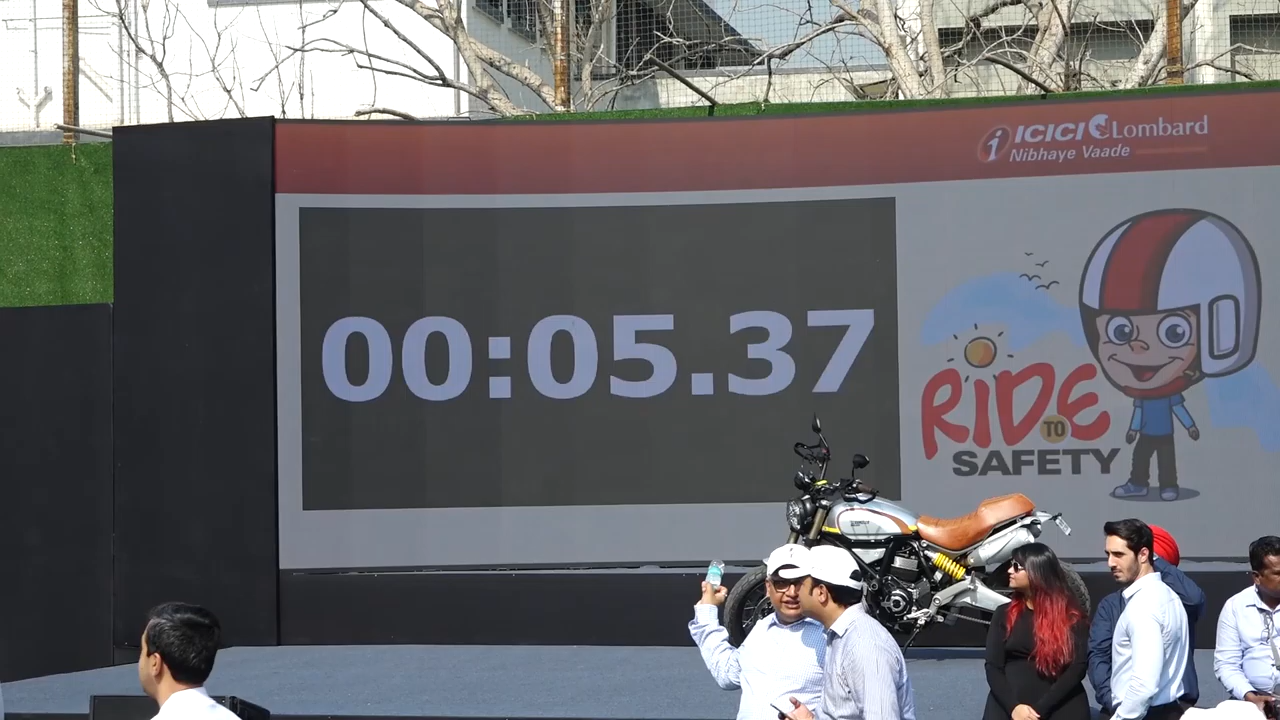 i ICICI Lombard
Nibhaye Vaade
00:05.37
RiDE
TO
SAFETY